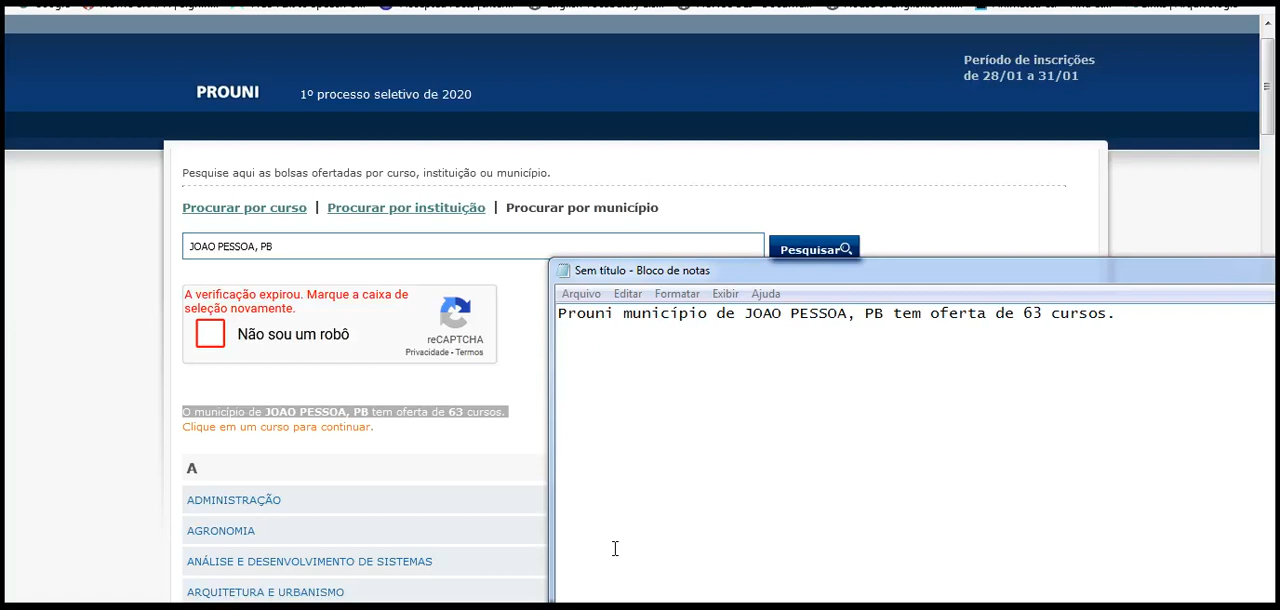 Período de inscrições
de 28/01 a 31/01
PROUNI 1º processo seletivo de 2020
Pesquise aqui as bolsas ofertadas por curso, instituição ou município.
Procurar por curso | Procurar por instituição | Procurar por município
JOAO PESSOA, PB Pesquisar
Sem título - Bloco de notas
Arquivo Editar Formatar Exibir Ajuda
Prouni município de JOAO PESSOA, PB tem oferta de 63 cursos.
A verificação expirou. Marque a caixa de
seleção novamente.
Não sou um robô
reCAPTCHA
Privacidade - Termos
O município de JOAO PESSOA, PB tem oferta de 63 cursos.
Clique em um curso para continuar.
A
ADMINISTRAÇÃO
AGRONOMIA
ANÁLISE E DESENVOLVIMENTO DE SISTEMAS
ARQUITETURA E URBANISMO